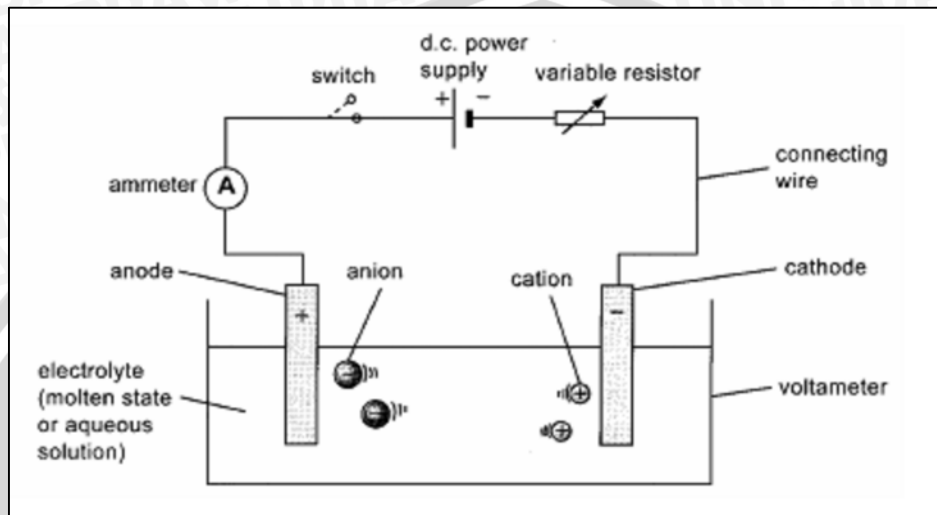 d.c. power
supply
switch
variable resistor
+
−
connecting
wire
ammeter
A
anode
anion
cation
cathode
+
−
electrolyte
(molten state
or aqueous
solution)
voltameter